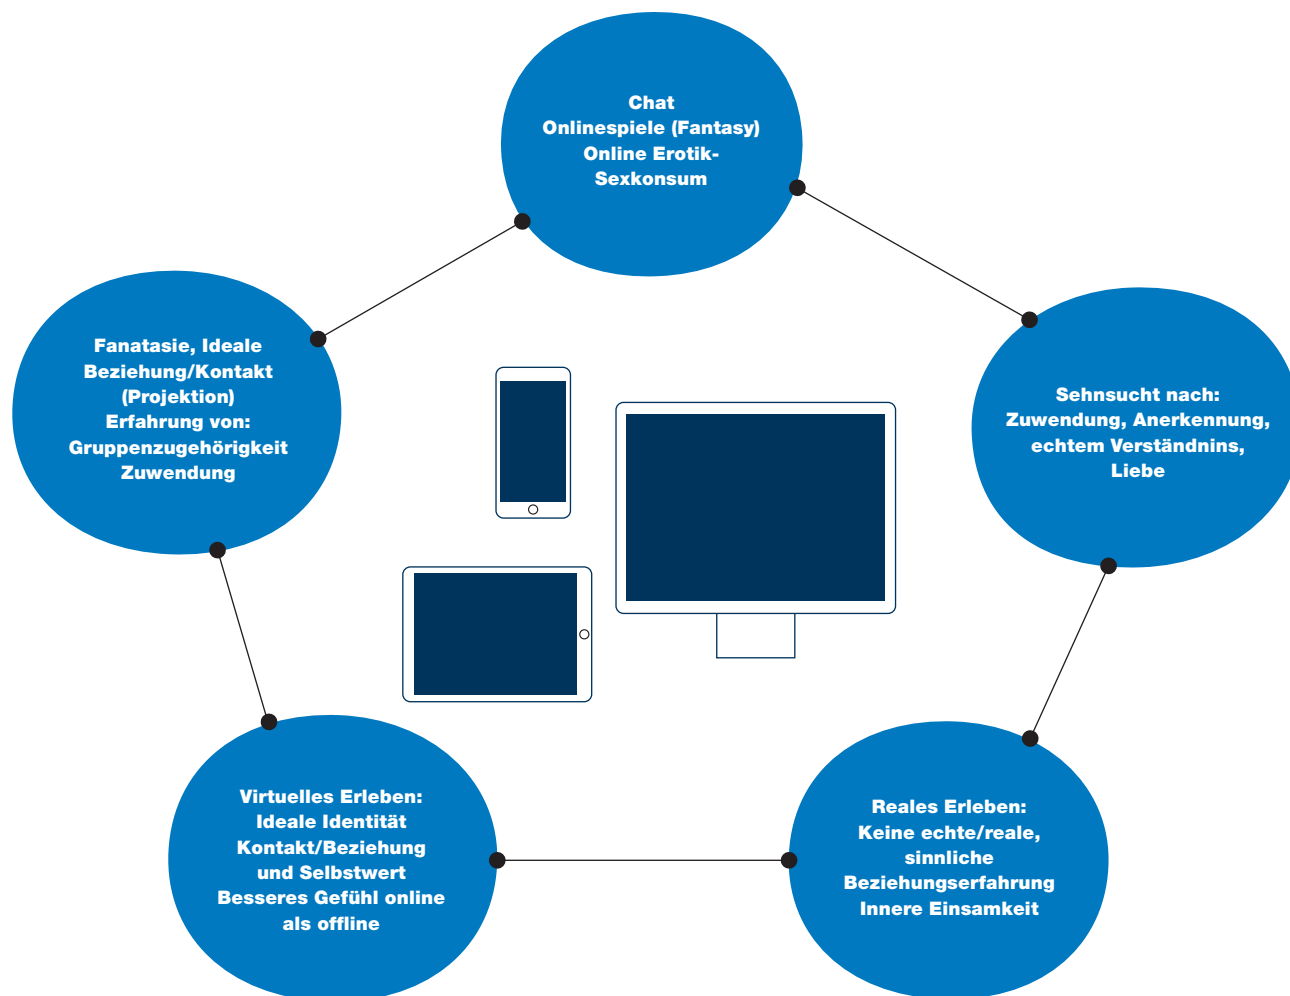 Chat
Onlinespiele (Fantasy)
Online Erotik-
Sexkonsum
Fanatasie, Ideale
Beziehung/Kontakt
(Projektion)
Erfahrung von:
Gruppenzugehörigkeit
Zuwendung
Sehnsucht nach:
Zuwendung, Anerkennung,
echtem Verständnins,
Liebe
Virtuelles Erleben:
Ideale Identität
Kontakt/Beziehung
und Selbstwert
Besseres Gefühl online
als offline
Reales Erleben:
Keine echte/reale,
sinnliche
Beziehungserfahrung
Innere Einsamkeit